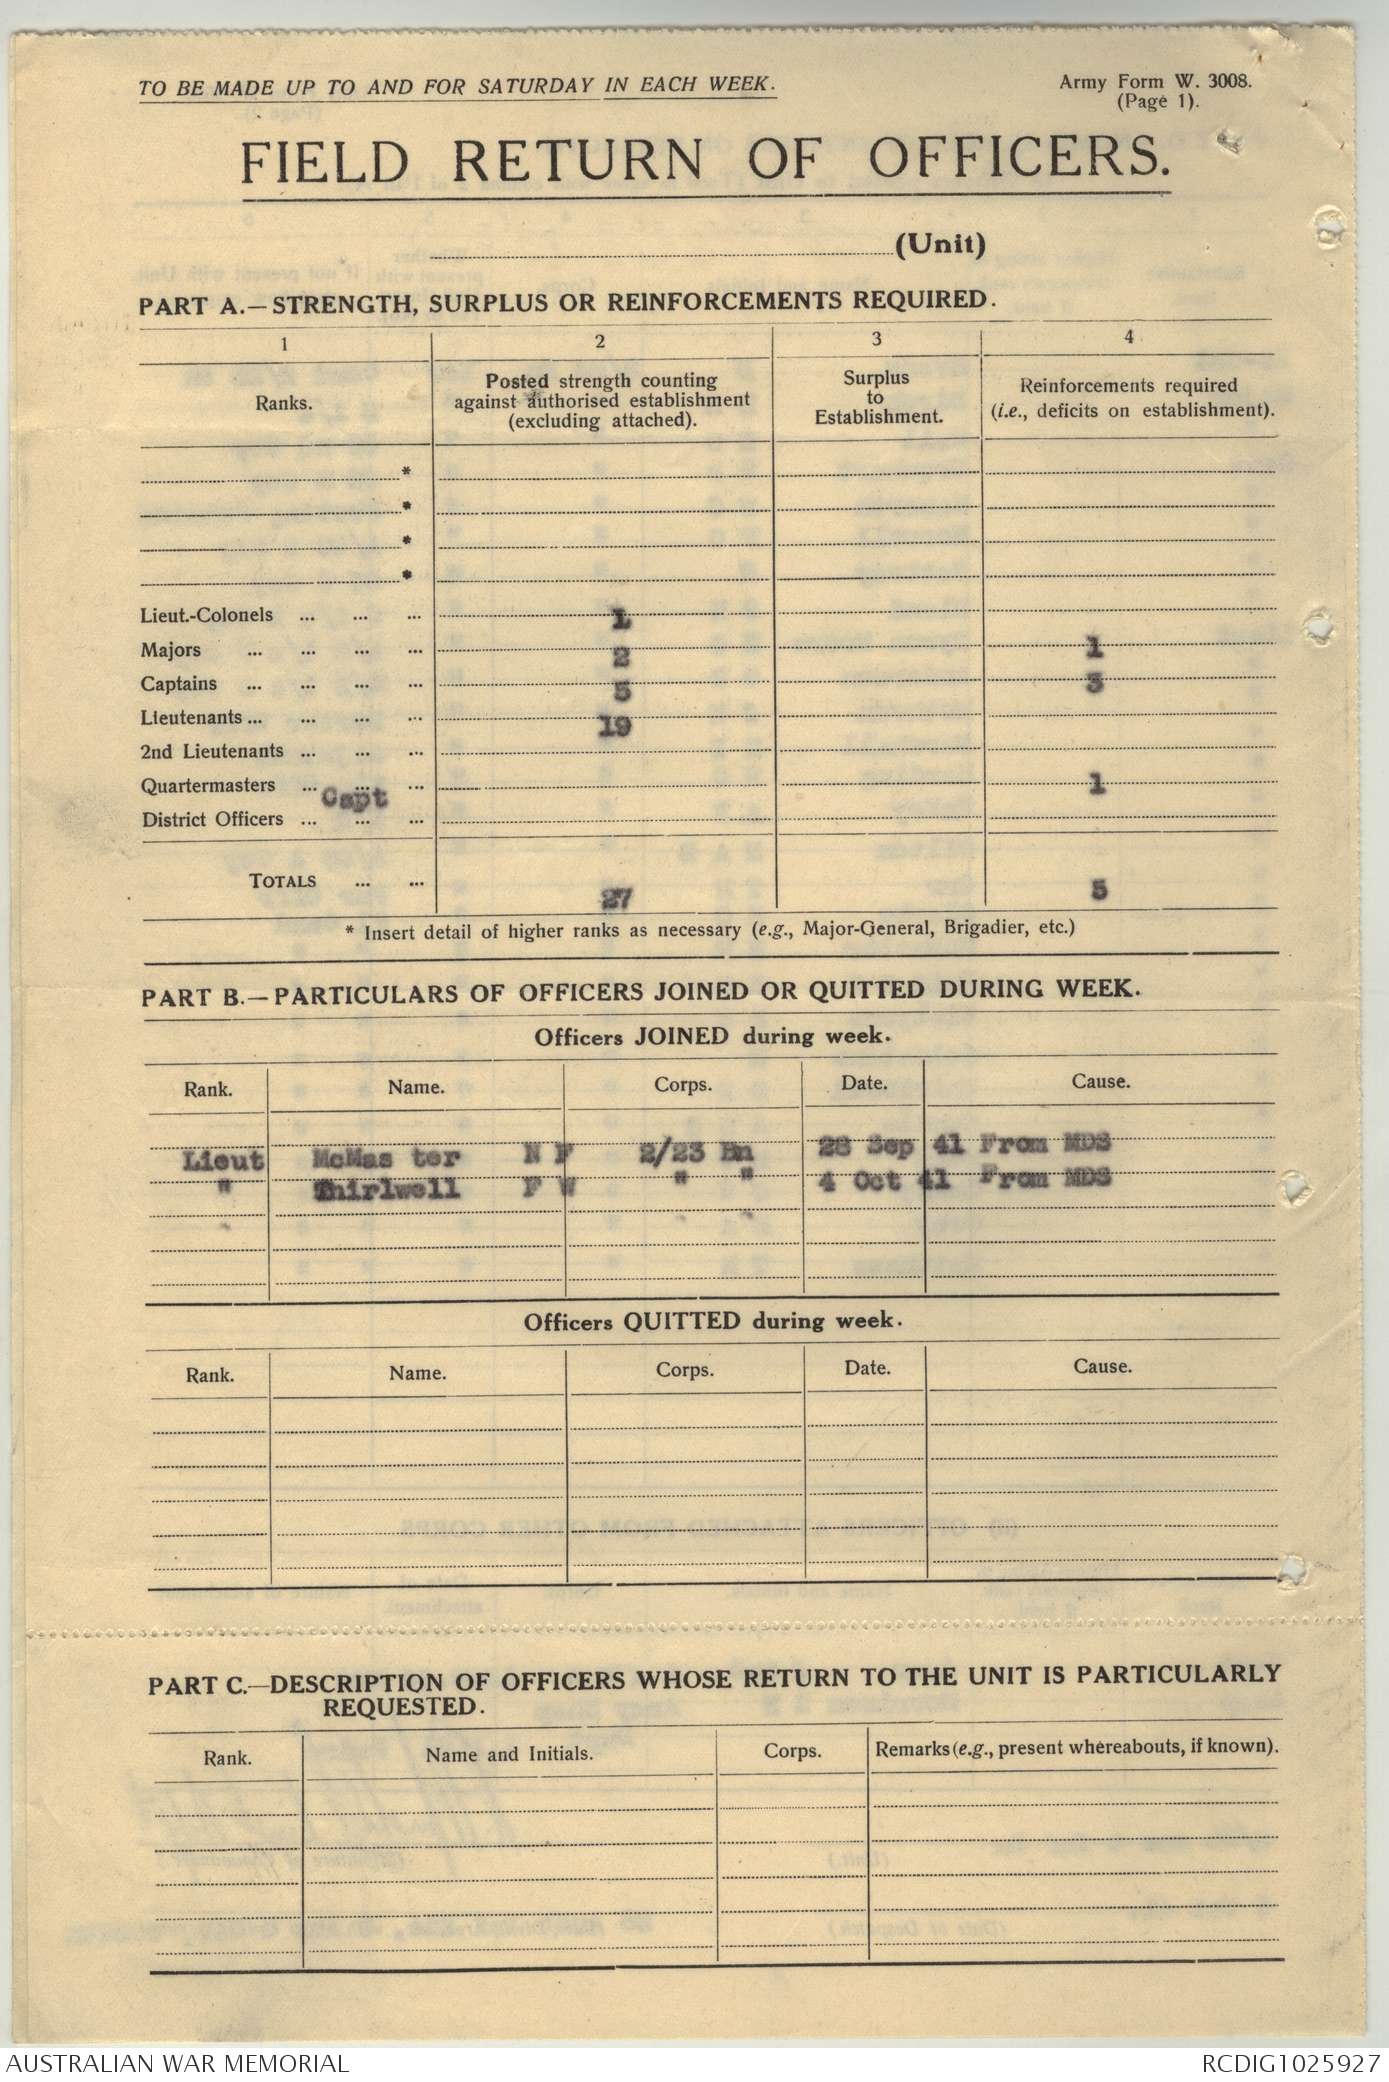 TO BE MADE UP TO AND FOR SATURDAY IN EACH WEEK.
Army Form W. 3008.
(Page 1).
FIELD RETURN OF OFFICERS.
(Unit)
PART A.—STRENGTH, SURPLUS OR REINFORCEMENTS REQUIRED.
1 2 3 4
Ranks. Posted strength counting against authorised establishment (excluding attached). Surplus to Establishment. Reinforcements required (i.e., deficits on establishment).
*
*
*
*
Lieut.-Colonels ... ... ... 1
Majors ... ... ... ... 2 1
Captains ... ... ... ... 5 3
Lieutenants ... ... ... ... 19
2nd Lieutenants ... ... ...
Quartermasters ... Capt ... ... 1
District Officers ... ... ...
TOTALS ... ... 27 5
* Insert detail of higher ranks as necessary (e.g., Major-General, Brigadier, etc.)
PART B.—PARTICULARS OF OFFICERS JOINED OR QUITTED DURING WEEK.
Officers JOINED during week.
Rank. Name. Corps. Date. Cause.
Lieut McMas ter N F 2/23 Bn 28 Sep 41 From MDS
" Thirlwell F W " " 4 Oct 41 From MDS
Officers QUITTED during week.
Rank. Name. Corps. Date. Cause.
PART C.—DESCRIPTION OF OFFICERS WHOSE RETURN TO THE UNIT IS PARTICULARLY
REQUESTED.
Rank. Name and Initials. Corps. Remarks (e.g., present whereabouts, if known).
AUSTRALIAN WAR MEMORIAL
RCDIG1025927